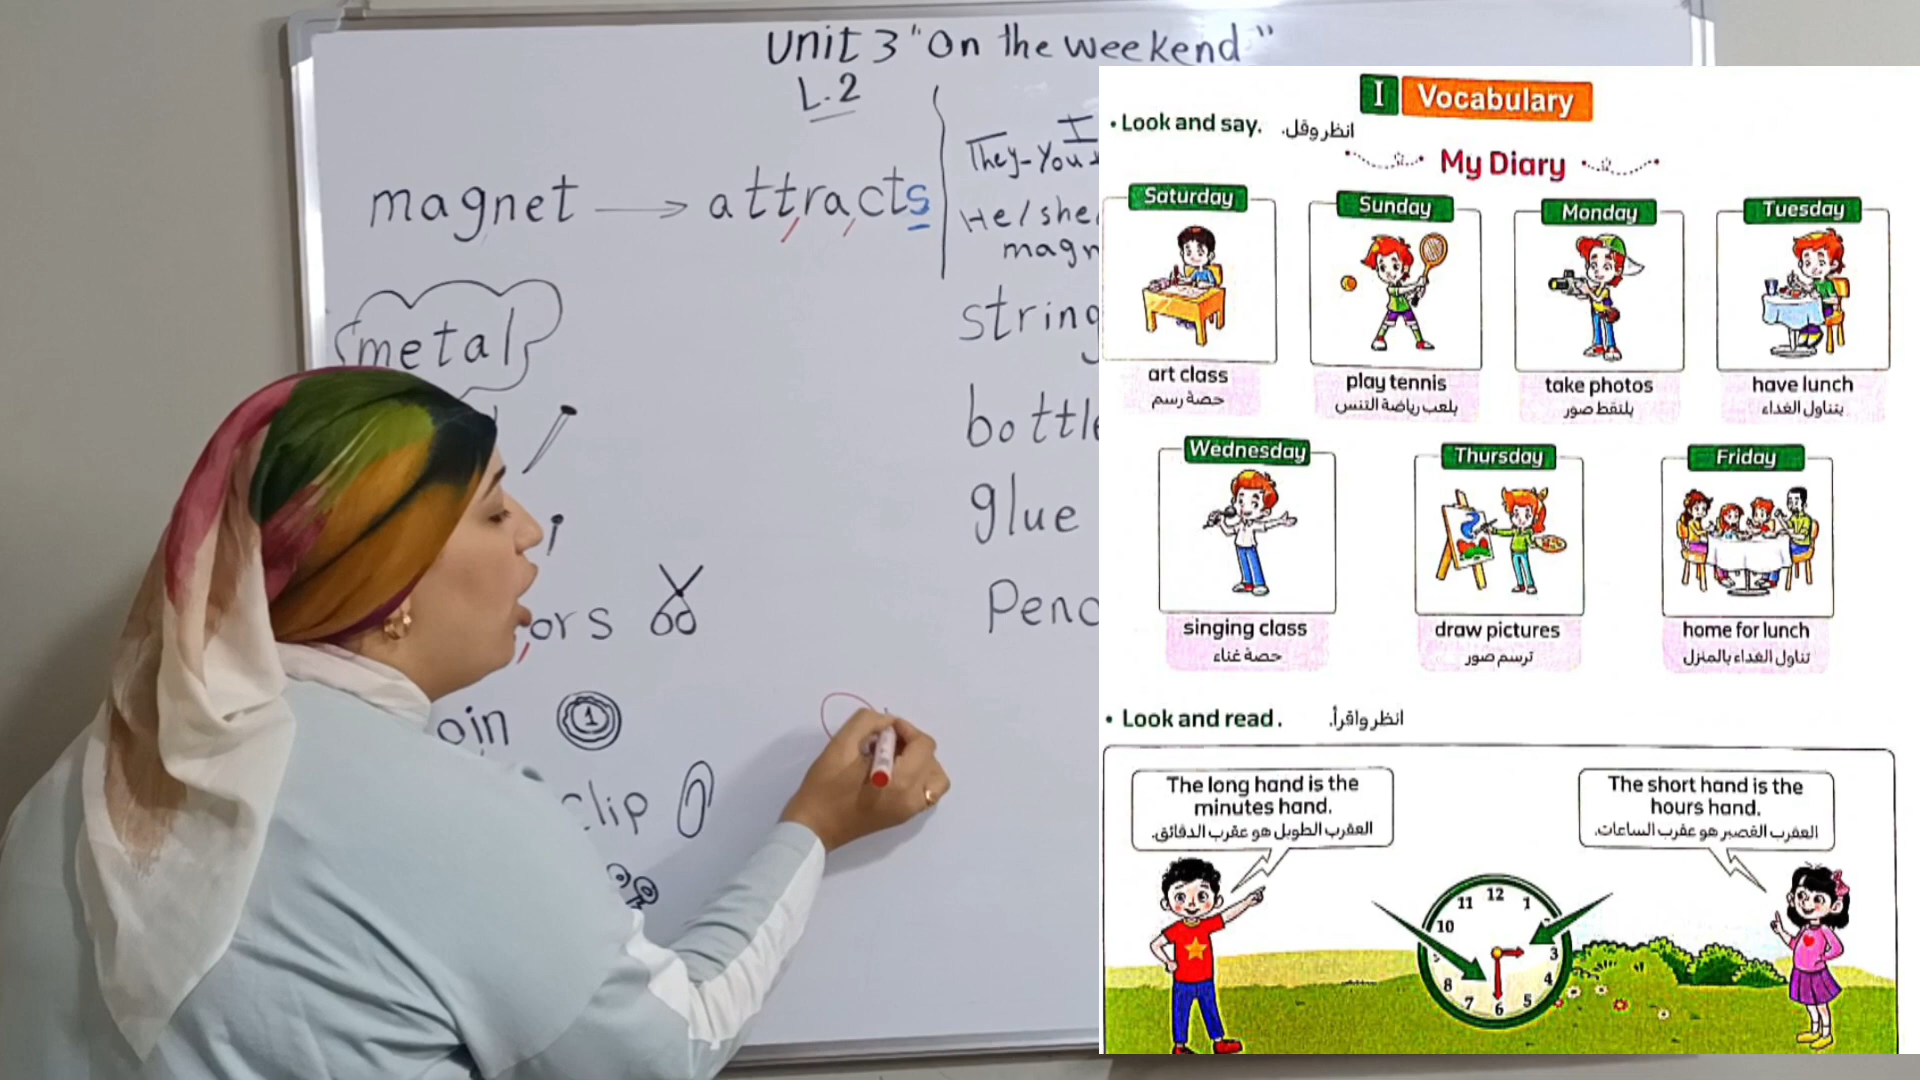 Unit 3 "On the weekend"
L.2
magnet → attracts
metal
coin
clip
I
They-You
He/she
string
bottle
glue
I Vocabulary
• Look and say. انظر وقل.
My Diary
Saturday
Sunday
Monday
Tuesday
art class
حصة رسم
play tennis
يلعب رياضة التنس
take photos
يلتقط صور
have lunch
يتناول الغداء
Wednesday
Thursday
Friday
singing class
حصة غناء
draw pictures
ترسم صور
home for lunch
تناول الغداء بالمنزل
• Look and read. انظر واقرأ.
The long hand is the
minutes hand.
العقرب الطويل هو عقرب الدقائق.
The short hand is the
hours hand.
العقرب القصير هو عقرب الساعات.
12
11
1
10
3
8
4
7
6
5